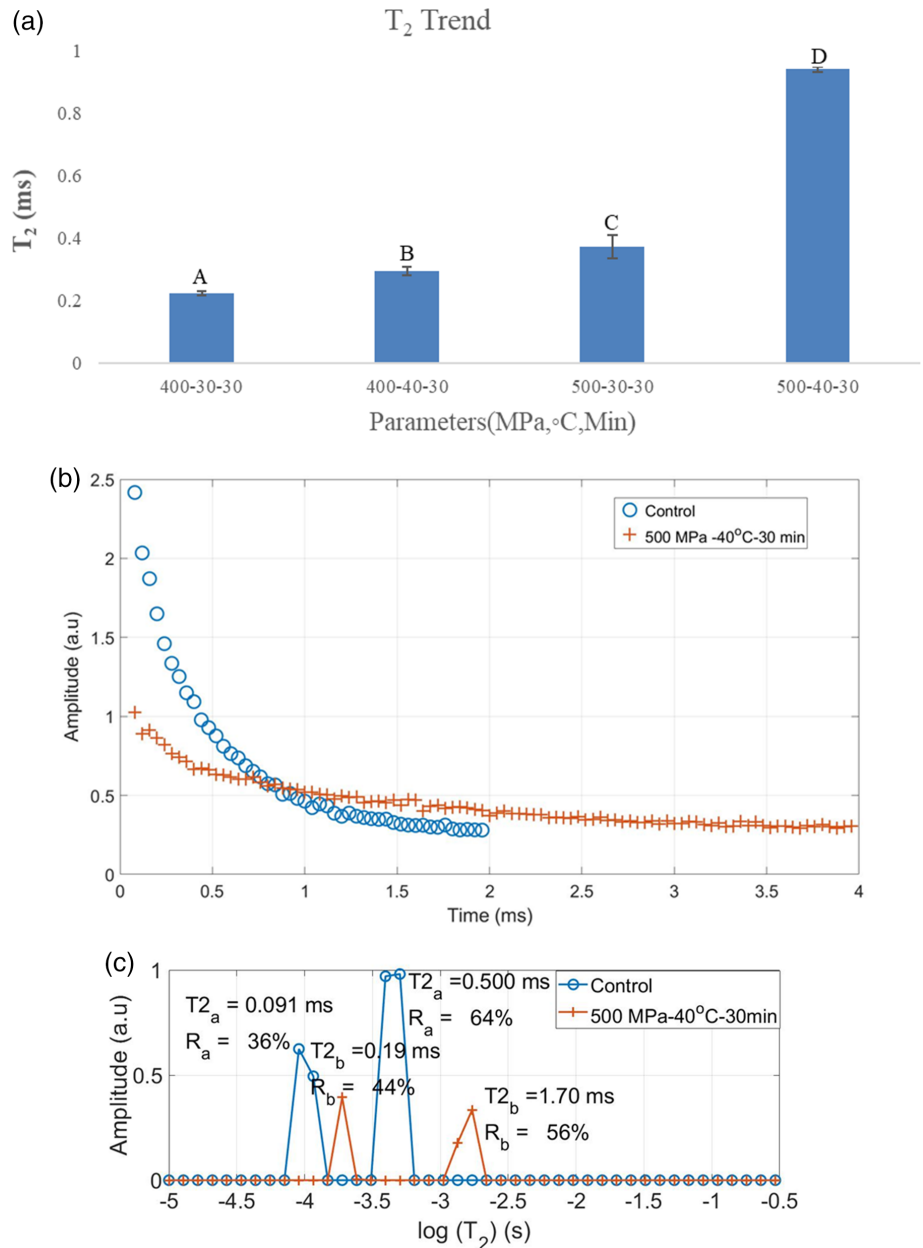 (a)
T₂ Trend
T₂ (ms)
1
0.8
0.6
0.4
0.2
0
A
B
C
D
400-30-30
400-40-30
500-30-30
500-40-30
Parameters(MPa,◦C,Min)
(b)
Amplitude (a.u)
2.5
2
1.5
1
0.5
0
Control
500 MPa -40°C-30 min
0 0.5 1 1.5 2 2.5 3 3.5 4
Time (ms)
(c)
Amplitude (a.u)
1
0.5
0
T2ₐ = 0.091 ms
Rₐ = 36%
T2_b =0.19 ms
R_b = 44%
T2ₐ =0.500 ms
Rₐ = 64%
T2_b =1.70 ms
R_b = 56%
Control
500 MPa-40°C-30min
-5 -4.5 -4 -3.5 -3 -2.5 -2 -1.5 -1 -0.5
log (T₂) (s)